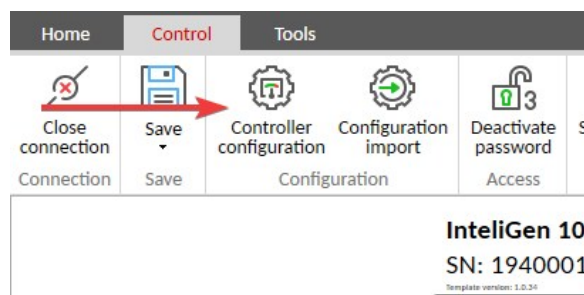 Home Control Tools
Close connection
Save
Controller configuration
Configuration import
Deactivate password
3
Connection Save Configuration Access
InteliGen 10
SN: 1940001
Template version: 1.0.34